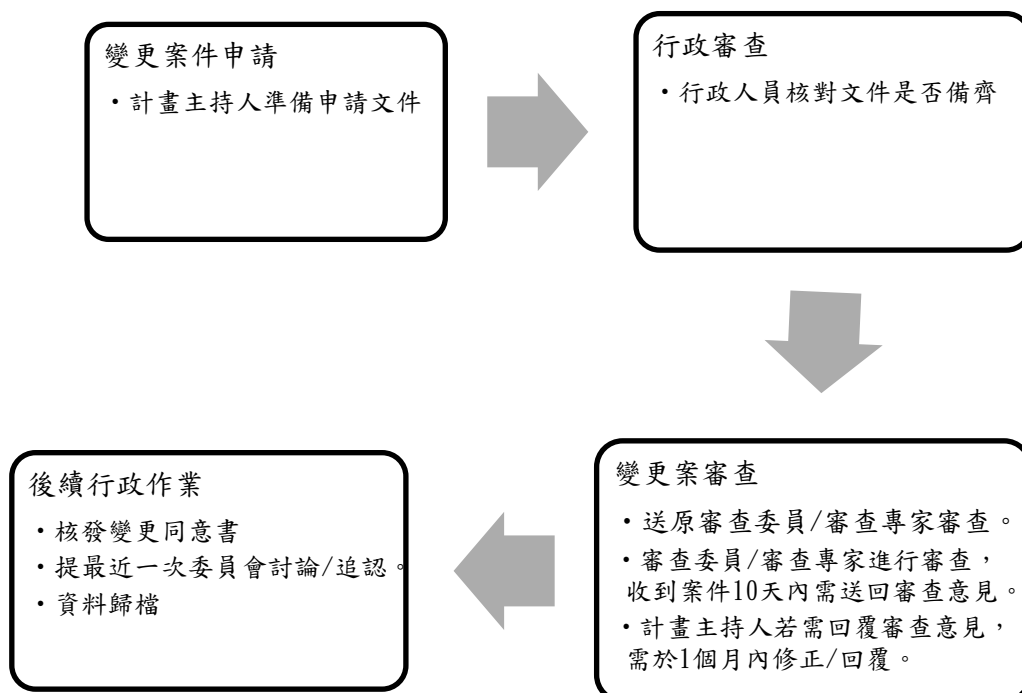 變更案件申請
・計畫主持人準備申請文件
行政審查
・行政人員核對文件是否備齊
變更案審查
・送原審查委員/審查專家審查。
・審查委員/審查專家進行審查，
收到案件10天內需送回審查意見。
・計畫主持人若需回覆審查意見，
需於1個月內修正/回覆。
後續行政作業
・核發變更同意書
・提最近一次委員會討論/追認。
・資料歸檔